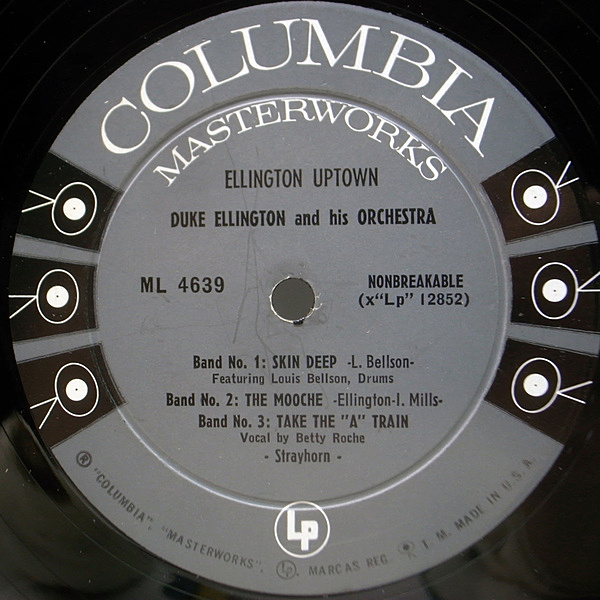 COLUMBIA
MASTERWORKS
ELLINGTON UPTOWN
DUKE ELLINGTON and his ORCHESTRA
ML 4639
NONBREAKABLE
(x"Lp" 12852)
Band No. 1: SKIN DEEP -L. Bellson-
Featuring Louis Bellson, Drums
Band No. 2: THE MOOCHE -Ellington-I. Mills-
Band No. 3: TAKE THE "A" TRAIN
Vocal by Betty Roche
- Strayhorn -
Lp
® "COLUMBIA", "MASTERWORKS", Lp, MARCAS REG. T. M. MADE IN U. S. A.